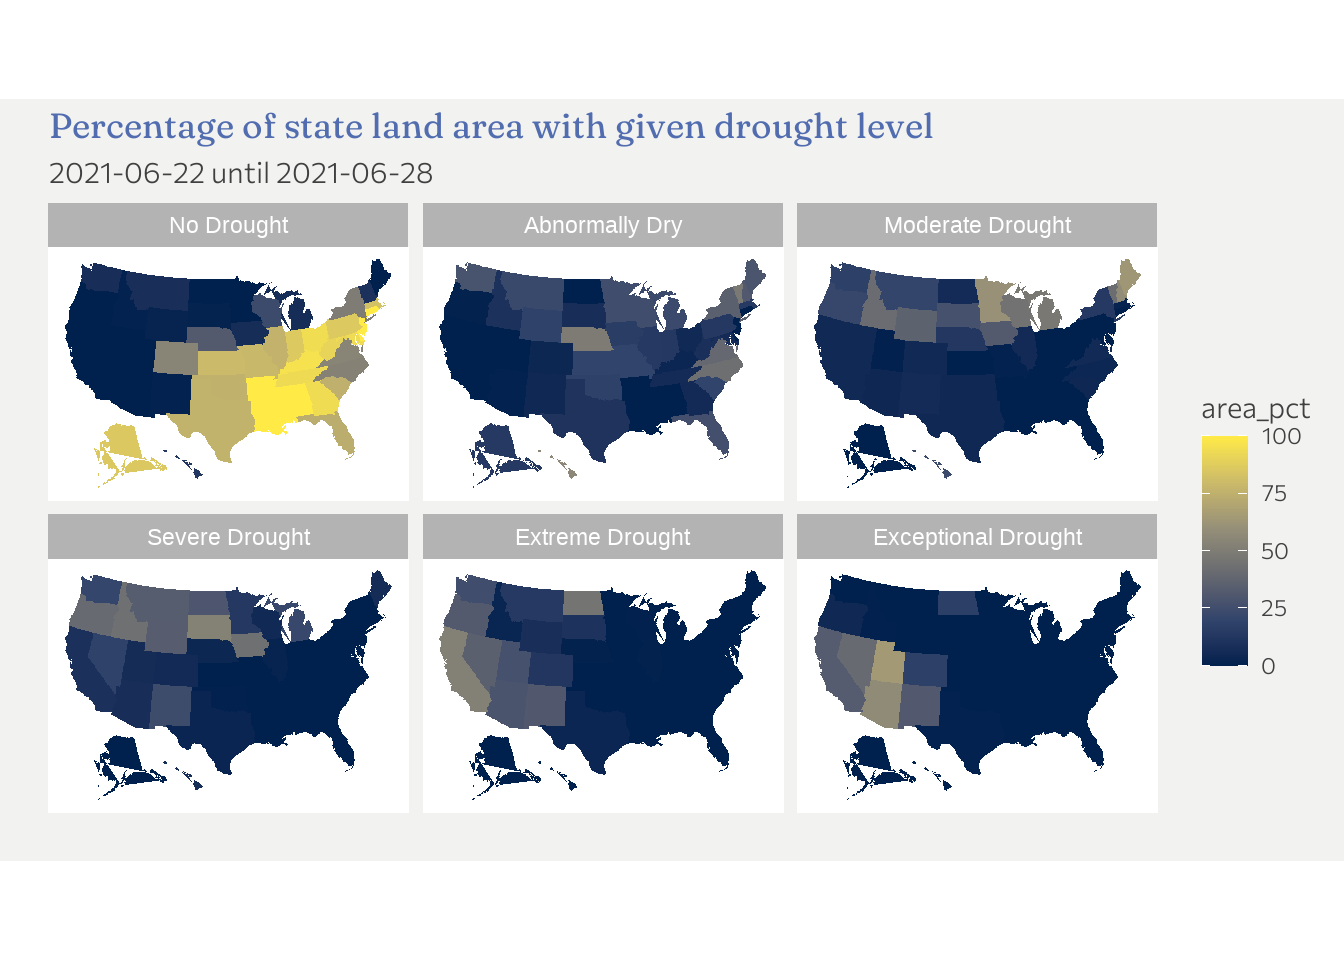 Percentage of state land area with given drought level
2021-06-22 until 2021-06-28
No Drought
Abnormally Dry
Moderate Drought
Severe Drought
Extreme Drought
Exceptional Drought
area_pct
100
75
50
25
0